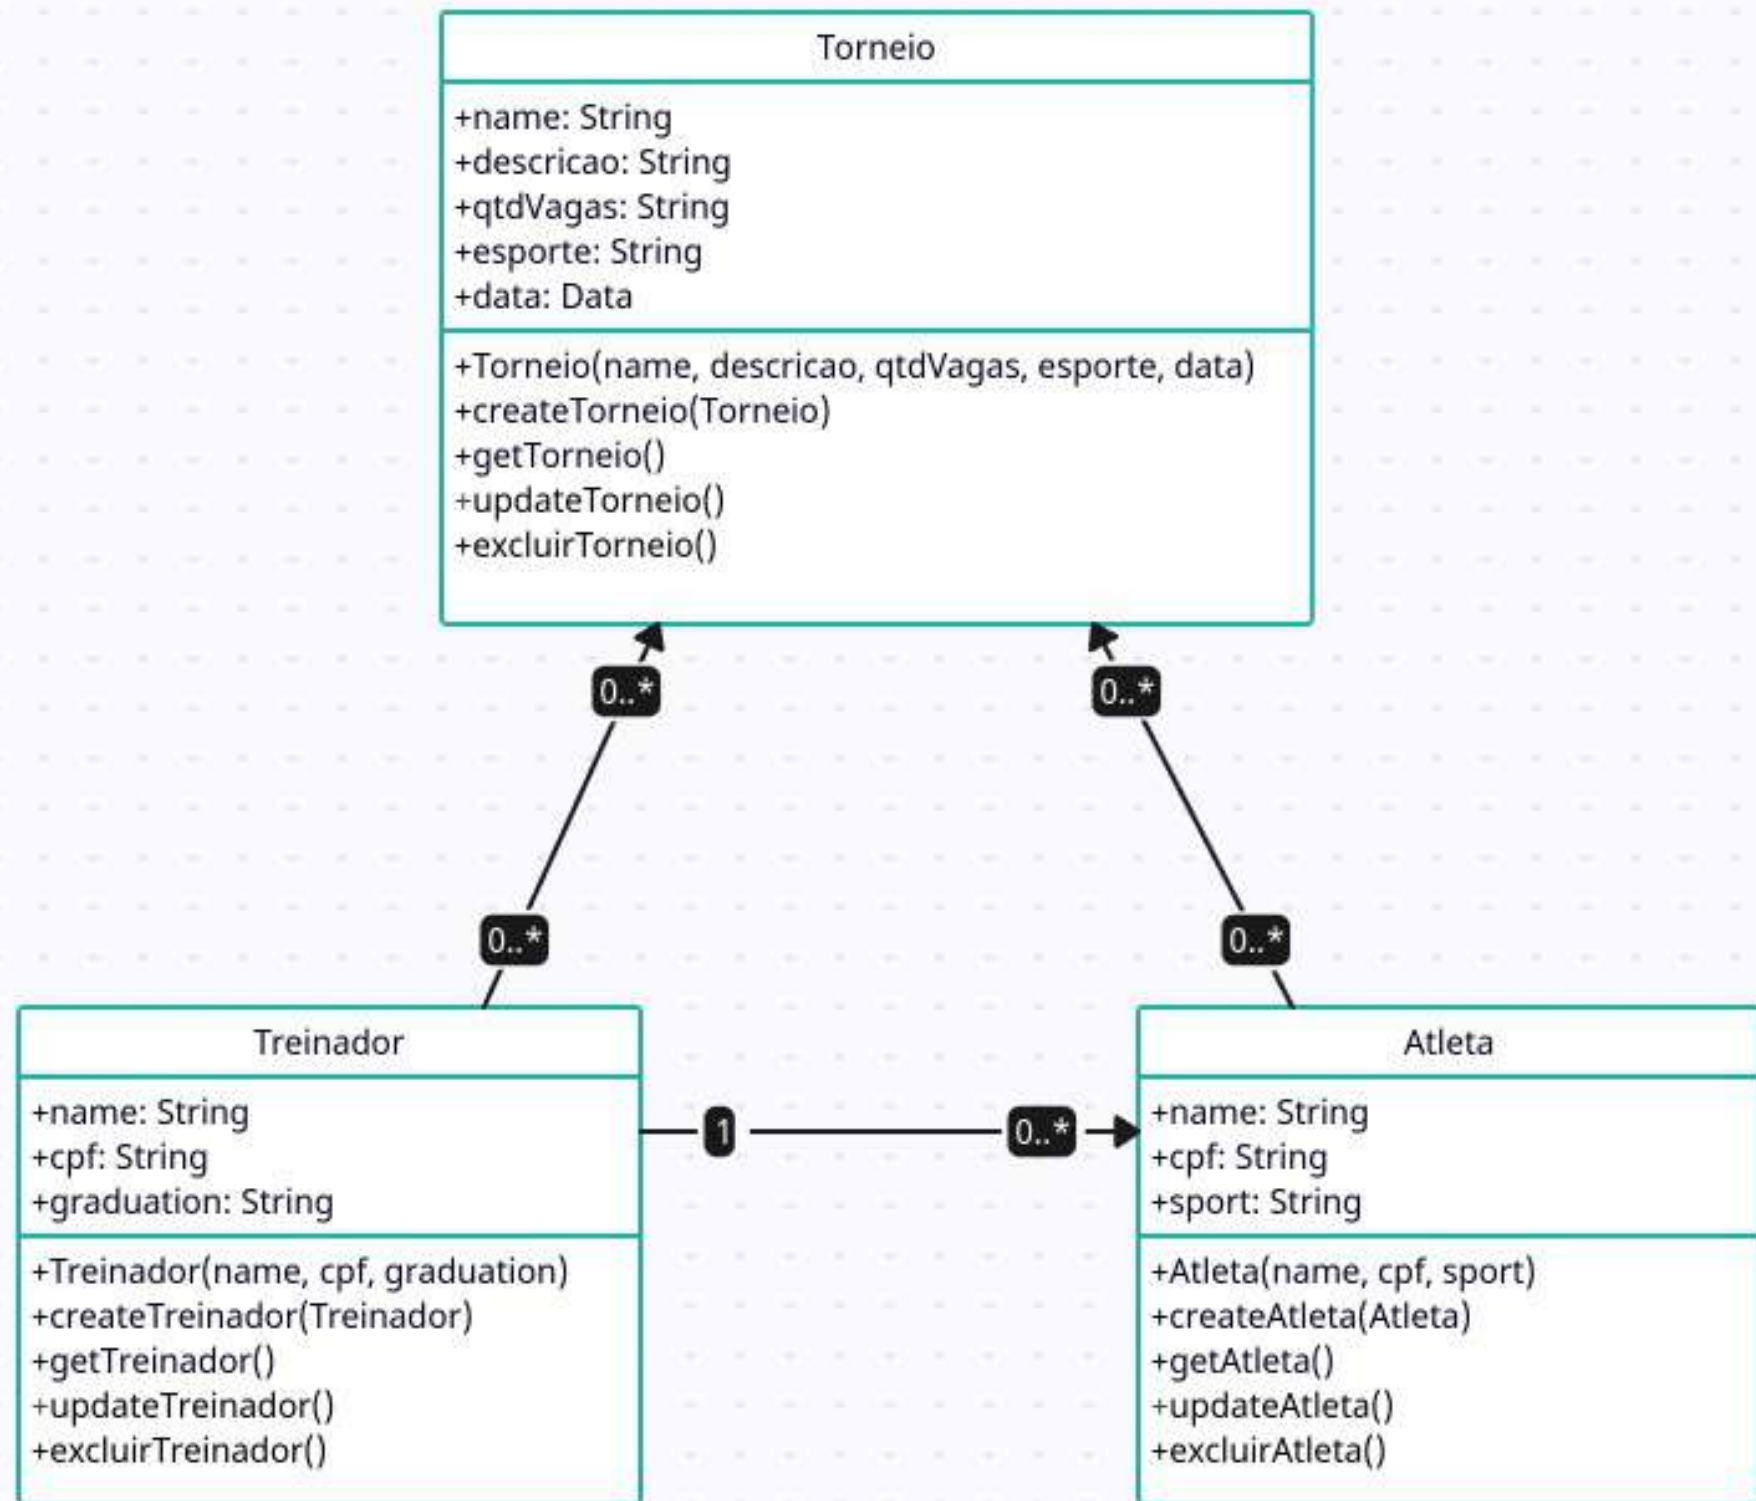 Torneio
+name: String
+descricao: String
+qtdVagas: String
+esporte: String
+data: Data
+Torneio(name, descricao, qtdVagas, esporte, data)
+createTorneio(Torneio)
+getTorneio()
+updateTorneio()
+excluirTorneio()
0..*
0..*
0..*
0..*
Treinador
+name: String
+cpf: String
+graduation: String
+Treinador(name, cpf, graduation)
+createTreinador(Treinador)
+getTreinador()
+updateTreinador()
+excluirTreinador()
1
0..*
Atleta
+name: String
+cpf: String
+sport: String
+Atleta(name, cpf, sport)
+createAtleta(Atleta)
+getAtleta()
+updateAtleta()
+excluirAtleta()